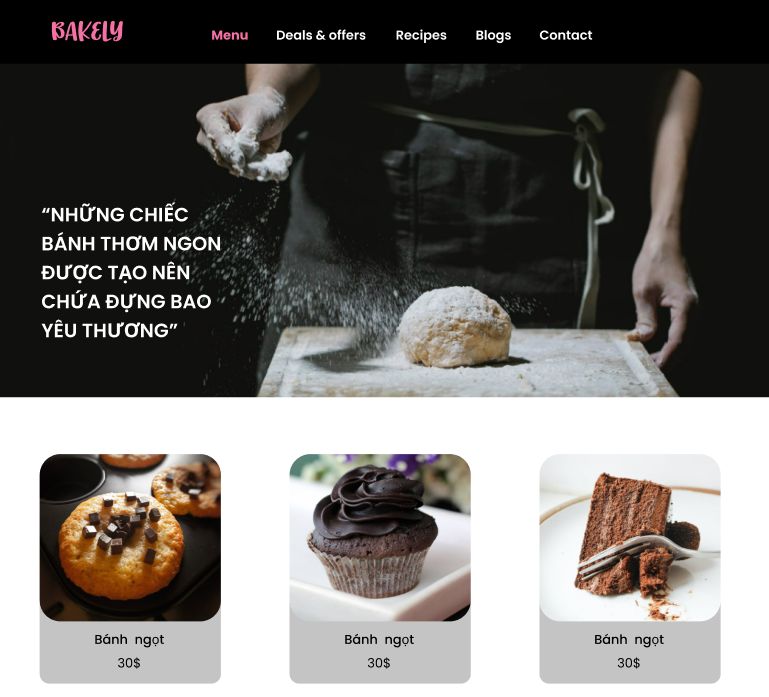 BAKELY
Menu Deals & offers Recipes Blogs Contact
“NHỮNG CHIẾC
BÁNH THƠM NGON
ĐƯỢC TẠO NÊN
CHỨA ĐỰNG BAO
YÊU THƯƠNG”
Bánh ngọt Bánh ngọt Bánh ngọt
30$ 30$ 30$